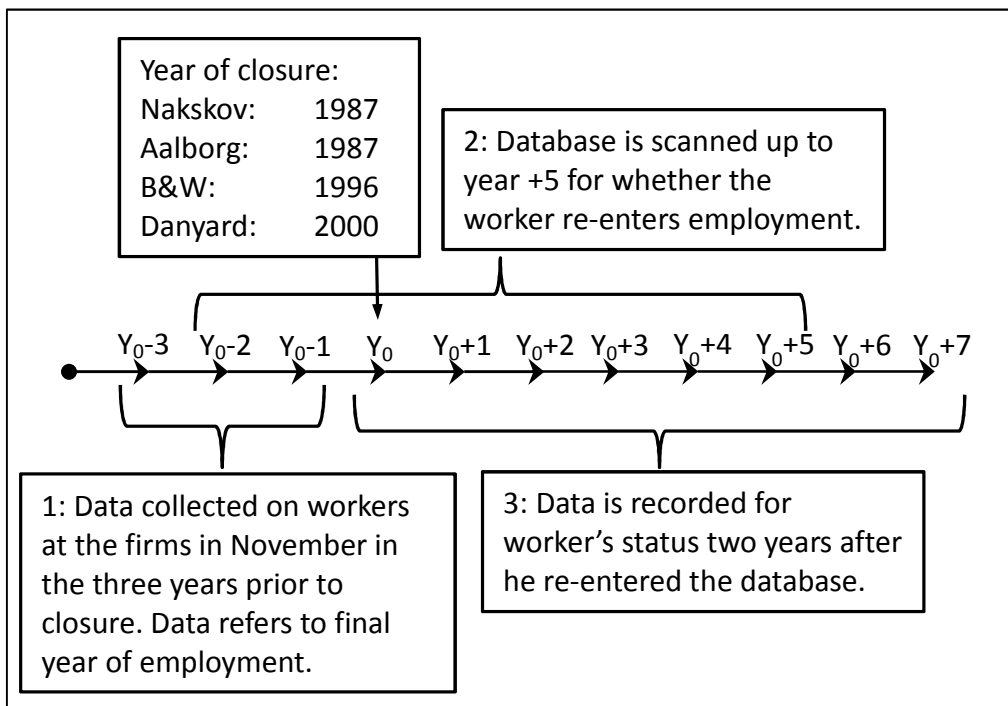 Year of closure:
Nakskov: 1987
Aalborg: 1987
B&W: 1996
Danyard: 2000
2: Database is scanned up to
year +5 for whether the
worker re-enters employment.
Y₀-3 Y₀-2 Y₀-1 Y₀ Y₀+1 Y₀+2 Y₀+3 Y₀+4 Y₀+5 Y₀+6 Y₀+7
1: Data collected on workers
at the firms in November in
the three years prior to
closure. Data refers to final
year of employment.
3: Data is recorded for
worker’s status two years after
he re-entered the database.